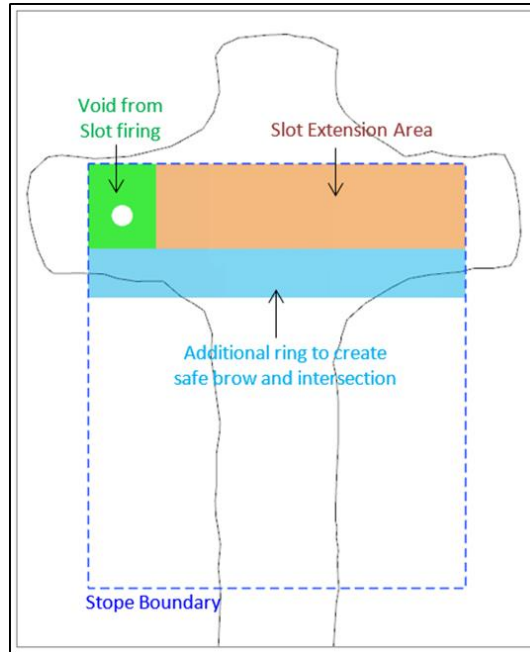 Void from
Slot firing
Slot Extension Area
Additional ring to create
safe brow and intersection
Stope Boundary